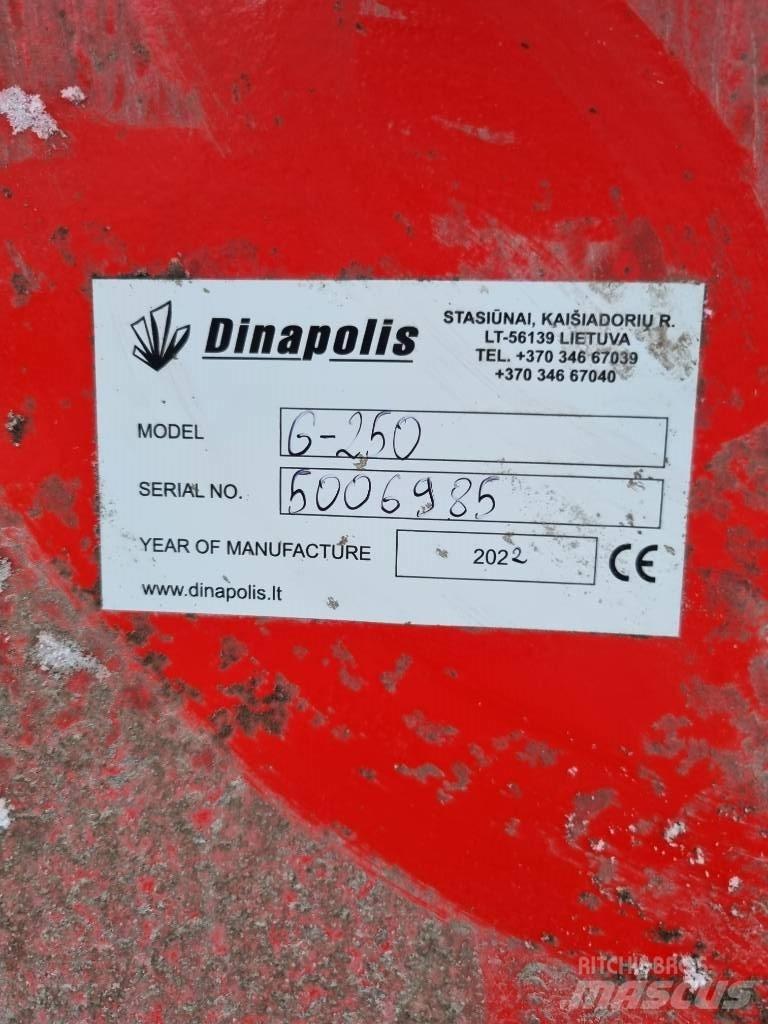 Dinapolis
STASIŪNAI, KAIŠIADORIŲ R.
LT-56139 LIETUVA
TEL. +370 346 67039
+370 346 67040
MODEL G-250
SERIAL NO. 5006985
YEAR OF MANUFACTURE 2022 CE
www.dinapolis.lt
RITCHIE BROS
MASCUS